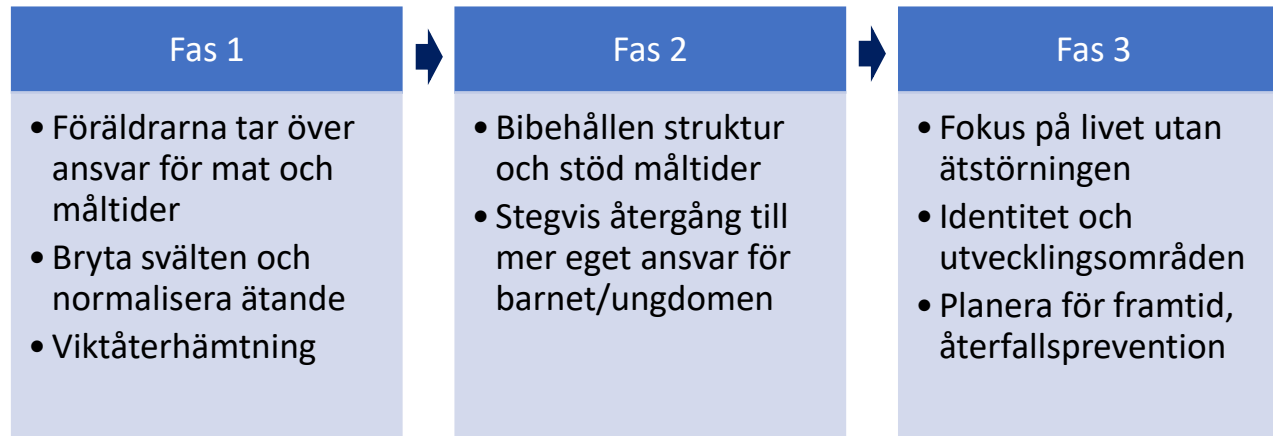 Fas 1
• Föräldrarna tar över
ansvar för mat och
måltider
• Bryta svälten och
normalisera ätande
• Viktåterhämtning
Fas 2
• Bibehållen struktur
och stöd måltider
• Stegvis återgång till
mer eget ansvar för
barnet/ungdomen
Fas 3
• Fokus på livet utan
ätstörningen
• Identitet och
utvecklingsområden
• Planera för framtid,
återfallsprevention